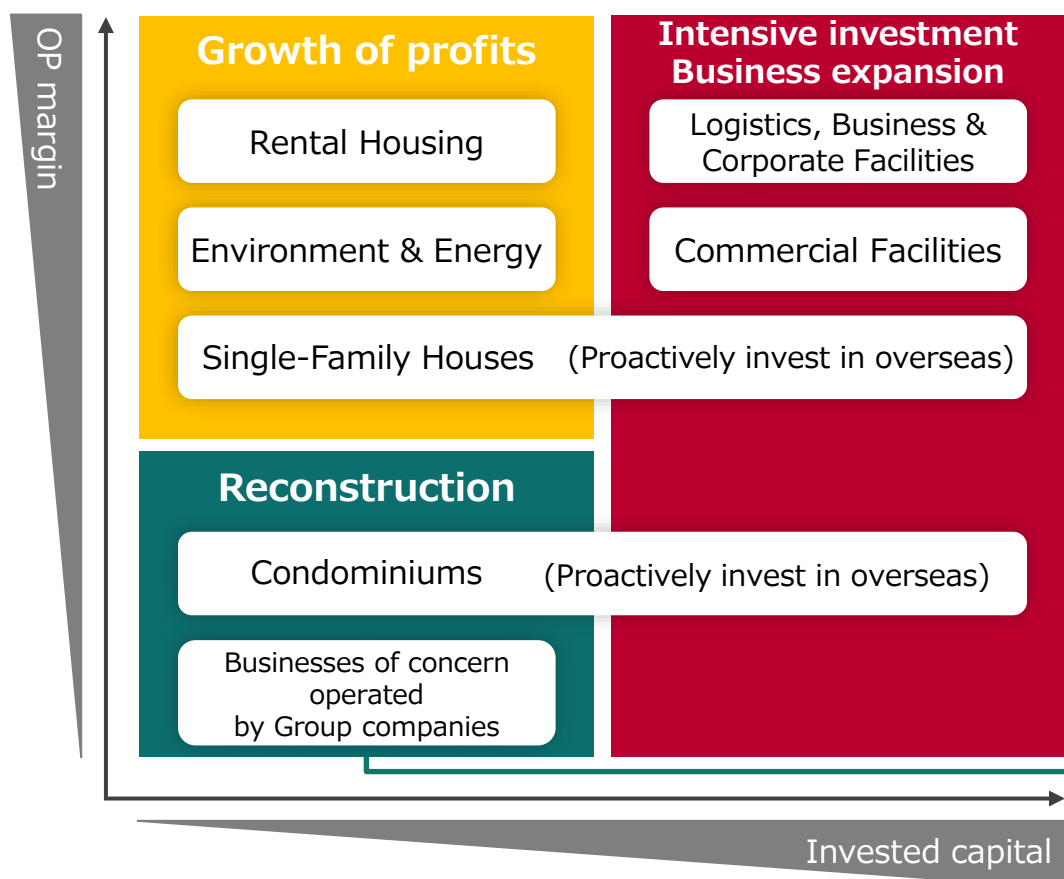 OP margin
Growth of profits
Rental Housing
Environment & Energy
Single-Family Houses (Proactively invest in overseas)
Intensive investment
Business expansion
Logistics, Business &
Corporate Facilities
Commercial Facilities
Reconstruction
Condominiums (Proactively invest in overseas)
Businesses of concern
operated
by Group companies
Invested capital